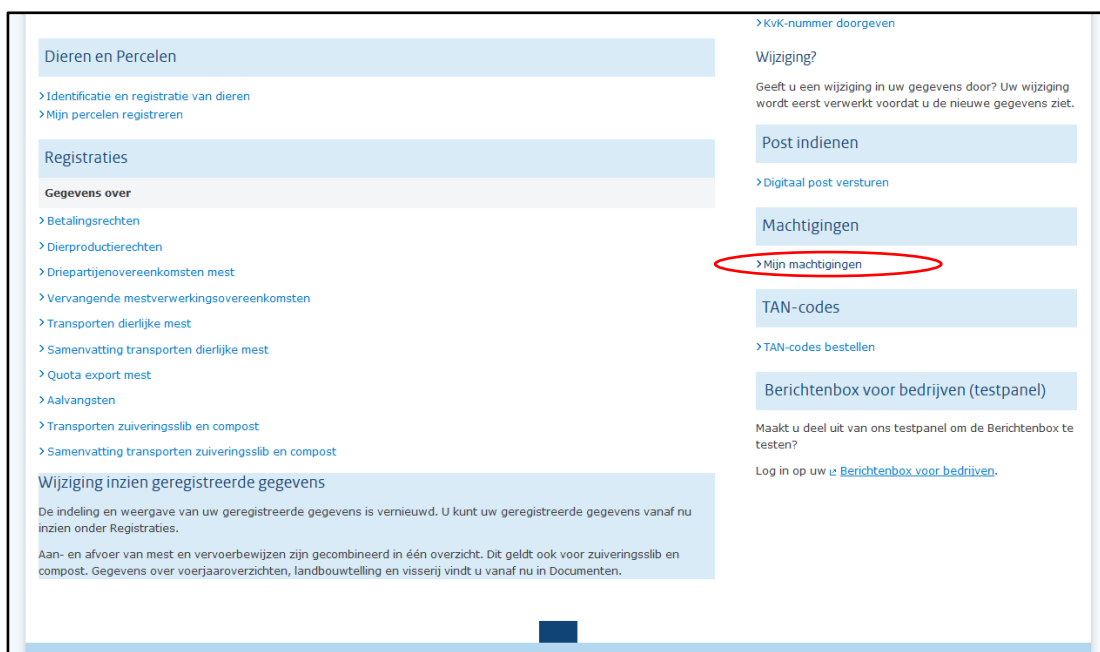 Dieren en Percelen
Identificatie en registratie van dieren
Mijn percelen registreren
Registraties
Gegevens over
Betalingsrechten
Dierproductierechten
Driepartijenovereenkomsten mest
Vervangende mestverwerkingsovereenkomsten
Transporten dierlijke mest
Samenvatting transporten dierlijke mest
Quota export mest
Aalvangsten
Transporten zuiveringsslib en compost
Samenvatting transporten zuiveringsslib en compost
Wijziging inzien geregistreerde gegevens
De indeling en weergave van uw geregistreerde gegevens is vernieuwd. U kunt uw geregistreerde gegevens vanaf nu
inzien onder Registraties.
Aan- en afvoer van mest en vervoerbewijzen zijn gecombineerd in één overzicht. Dit geldt ook voor zuiveringsslib en
compost. Gegevens over voerjaaroverzichten, landbouwtelling en visserij vindt u vanaf nu in Documenten.
KvK-nummer doorgeven
Wijziging?
Geeft u een wijziging in uw gegevens door? Uw wijziging
wordt eerst verwerkt voordat u de nieuwe gegevens ziet.
Post indienen
Digitaal post versturen
Machtigingen
Mijn machtigingen
TAN-codes
TAN-codes bestellen
Berichtenbox voor bedrijven (testpanel)
Maakt u deel uit van ons testpanel om de Berichtenbox te
testen?
Log in op uw Berichtenbox voor bedrijven.